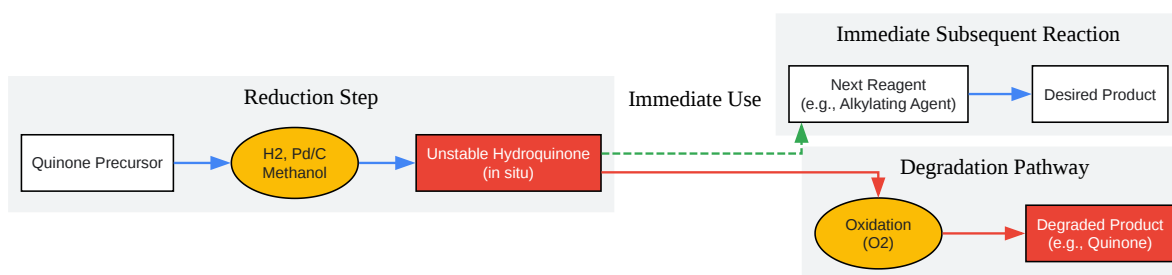 Immediate Subsequent Reaction
Reduction Step
Immediate Use
Next Reagent
(e.g., Alkylating Agent)
Desired Product
Quinone Precursor
H2, Pd/C
Methanol
Unstable Hydroquinone
(in situ)
Degradation Pathway
Oxidation
(O2)
Degraded Product
(e.g., Quinone)